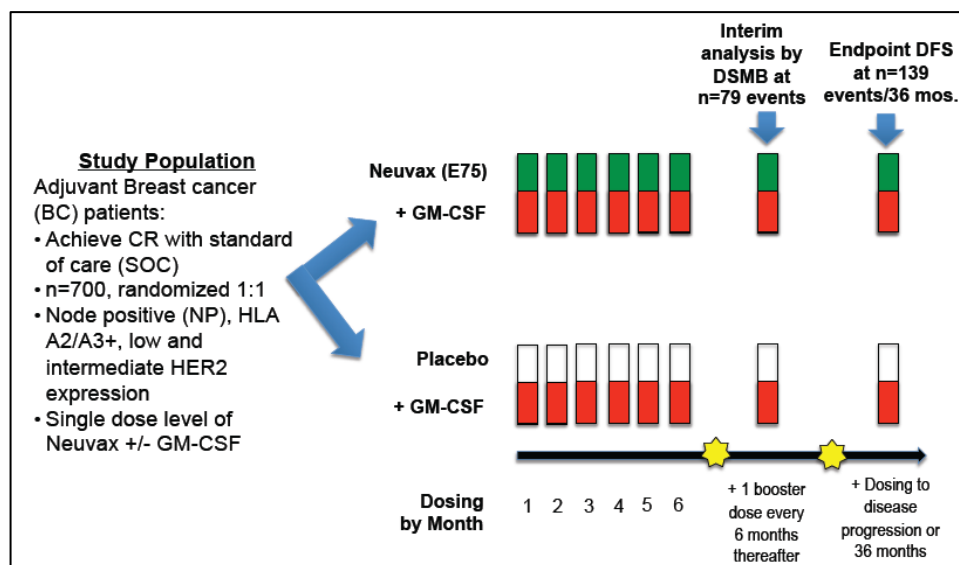 Interim
analysis by
DSMB at
n=79 events
Endpoint DFS
at n=139
events/36 mos.
Study Population
Adjuvant Breast cancer
(BC) patients:
• Achieve CR with standard
of care (SOC)
• n=700, randomized 1:1
• Node positive (NP), HLA
A2/A3+, low and
intermediate HER2
expression
• Single dose level of
Neuvax +/- GM-CSF
Neuvax (E75)
+ GM-CSF
Placebo
+ GM-CSF
Dosing
by Month
1 2 3 4 5 6
+ 1 booster
dose every
6 months
thereafter
+ Dosing to
disease
progression or
36 months